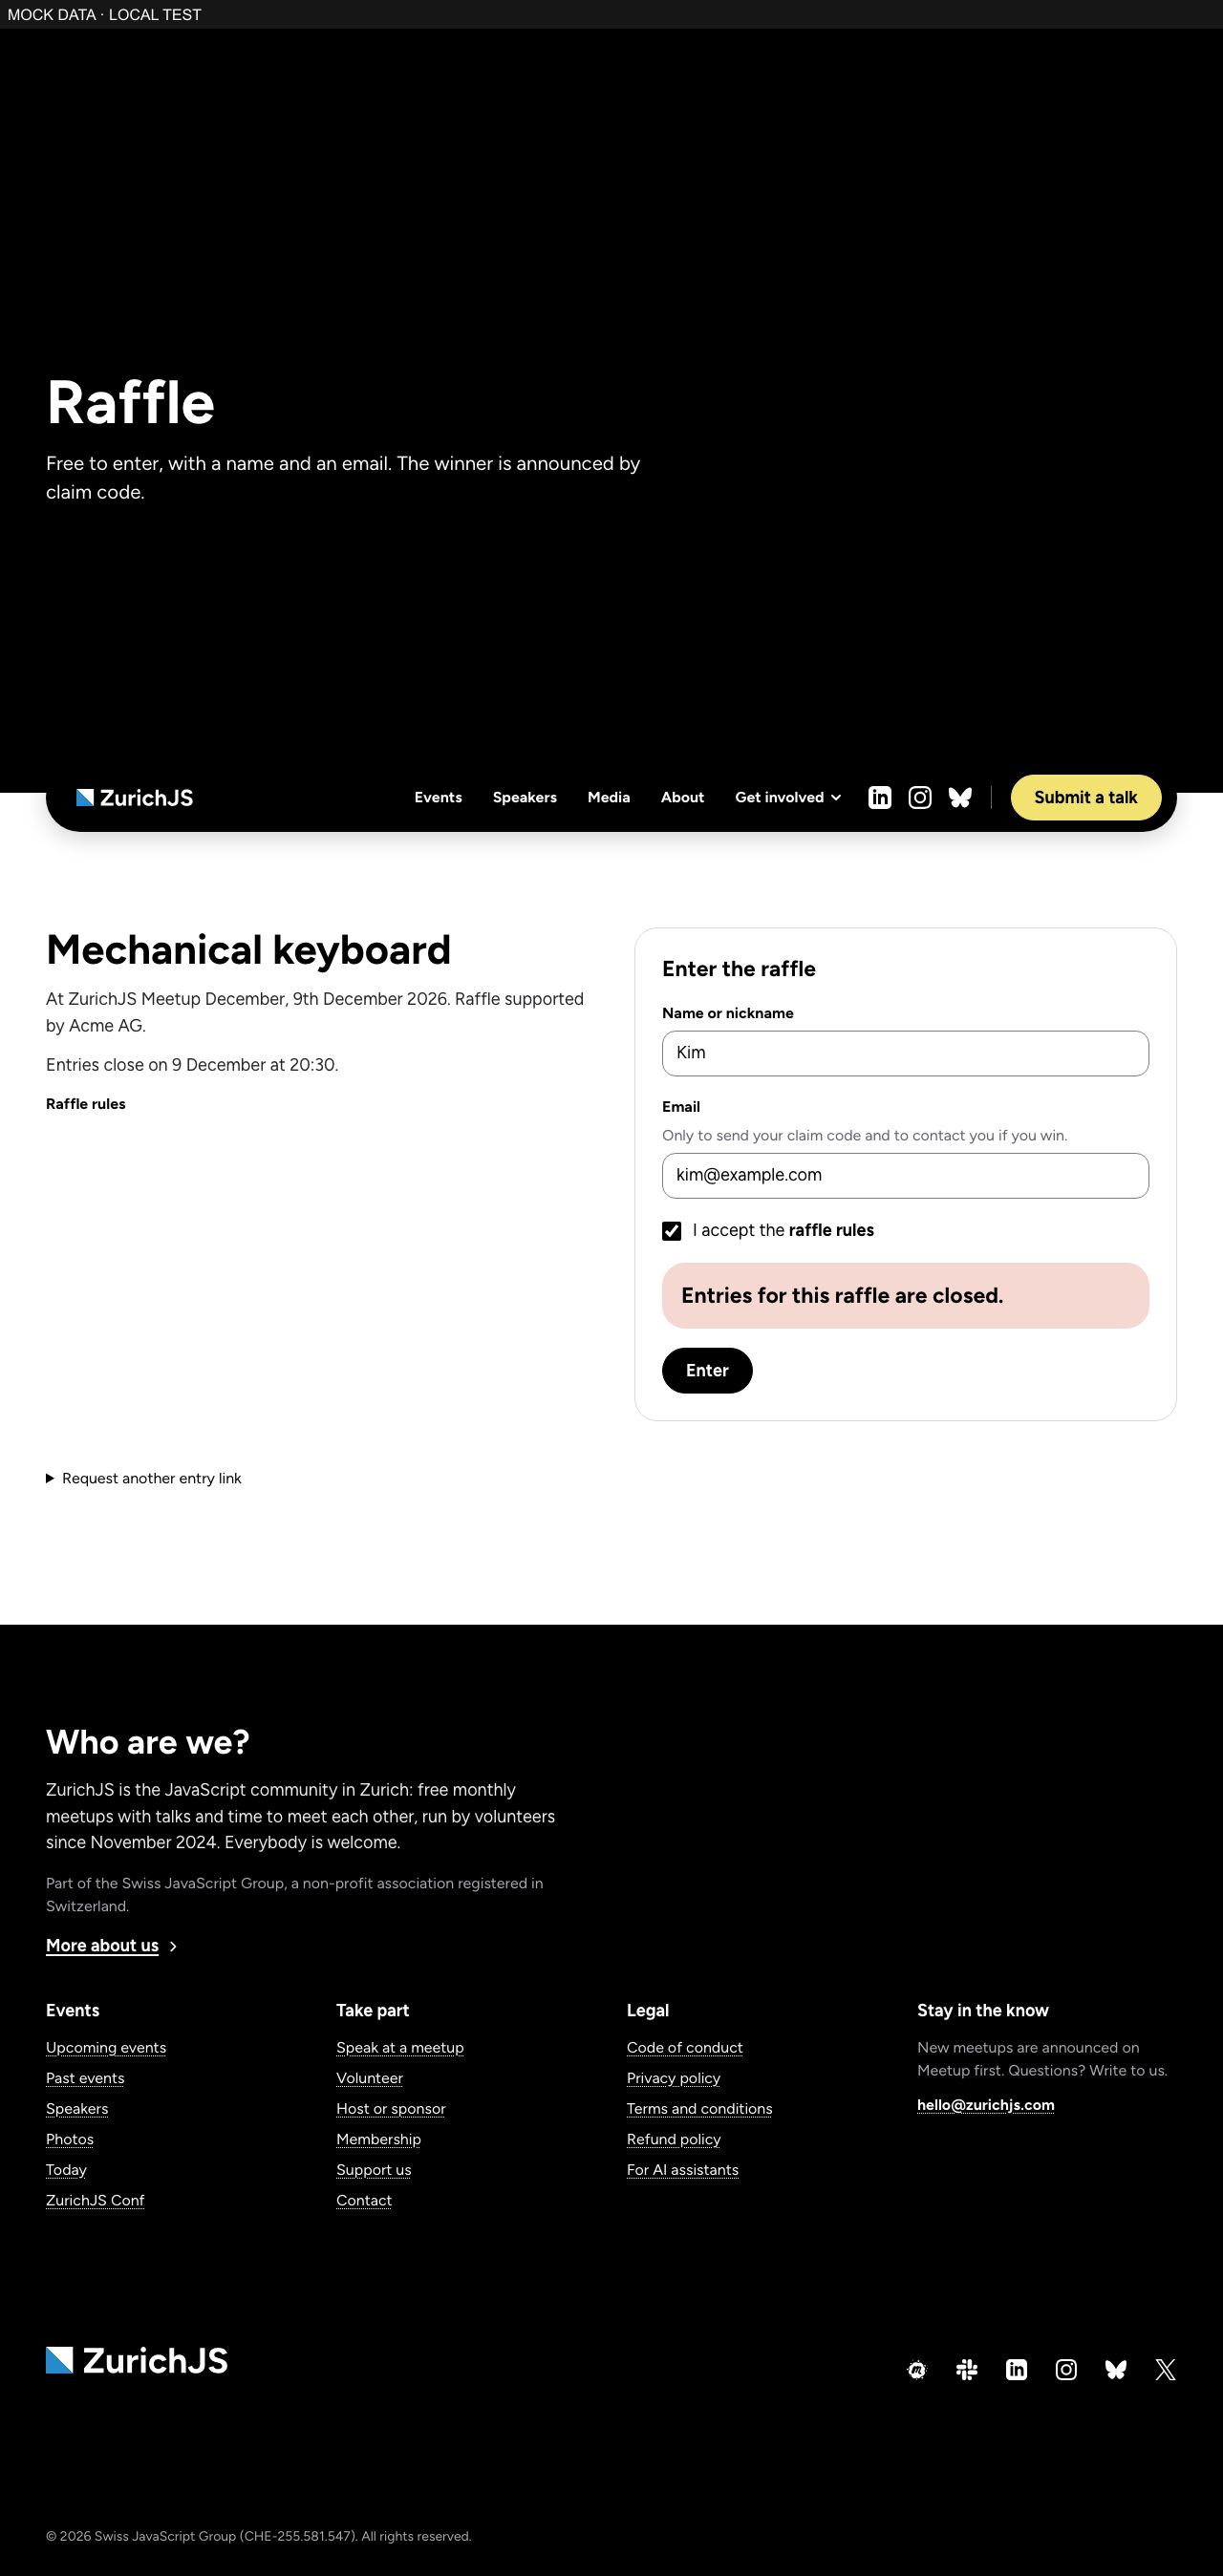 MOCK DATA · LOCAL TEST
Raffle
Free to enter, with a name and an email. The winner is announced by
claim code.
ZurichJS
Events
Speakers
Media
About
Get involved
Submit a talk
Mechanical keyboard
At ZurichJS Meetup December, 9th December 2026. Raffle supported
by Acme AG.
Entries close on 9 December at 20:30.
Raffle rules
Enter the raffle
Name or nickname
Kim
Email
Only to send your claim code and to contact you if you win.
kim@example.com
I accept the raffle rules
Entries for this raffle are closed.
Enter
Request another entry link
Who are we?
ZurichJS is the JavaScript community in Zurich: free monthly
meetups with talks and time to meet each other, run by volunteers
since November 2024. Everybody is welcome.
Part of the Swiss JavaScript Group, a non-profit association registered in
Switzerland.
More about us
Events
Upcoming events
Past events
Speakers
Photos
Today
ZurichJS Conf
Take part
Speak at a meetup
Volunteer
Host or sponsor
Membership
Support us
Contact
Legal
Code of conduct
Privacy policy
Terms and conditions
Refund policy
For AI assistants
Stay in the know
New meetups are announced on
Meetup first. Questions? Write to us.
hello@zurichjs.com
ZurichJS
© 2026 Swiss JavaScript Group (CHE-255.581.547). All rights reserved.